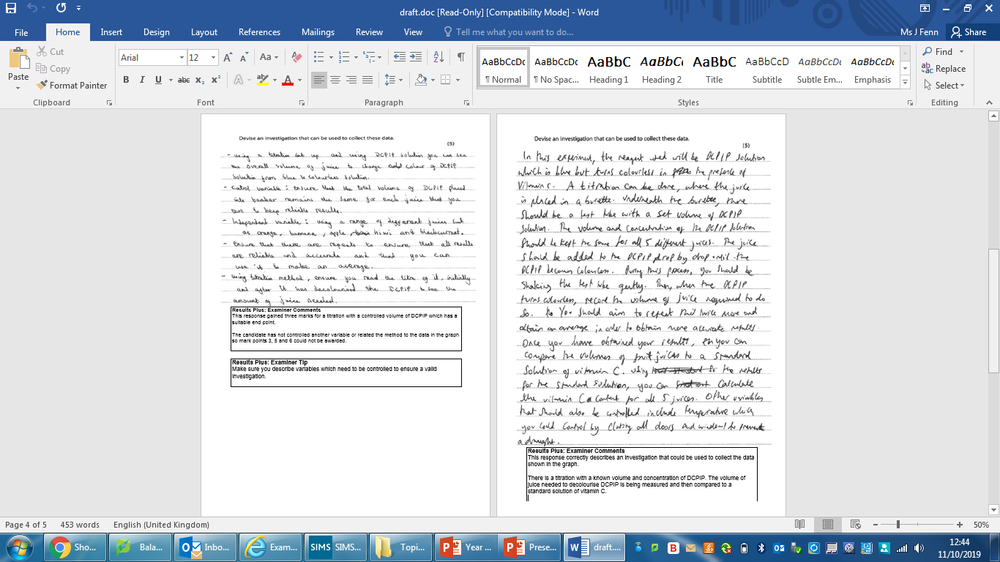 draft.doc [Read-Only] [Compatibility Mode] - Word
File Home Insert Design Layout References Mailings Review View Tell me what you want to do... Ms J Fenn Share
Paste Cut Copy Format Painter
Arial 12
AaBbCcDc AaBbCcDc AaBbC AaBbCc AaBbC AaBbCcD AaBbCcD AaBbCcDc
¶ Normal ¶ No Spac... Heading 1 Heading 2 Title Subtitle Subtle Em... Emphasis
Find Replace Select
Clipboard Font Paragraph Styles Editing
Devise an investigation that can be used to collect these data.
(5)
- using a titration set up and using DCPIP solution you can see
the overall volume of juice to change colour of DCPIP
solution from blue to colourless solution.
- Catrol variable : ensure that the total volume of DCPIP placed
into beaker remains the same for each juice that you
test to keep reliable results.
- Independent variable : using a range of different juices such
as orange, banana, apple, kiwi and blackcurrant.
- ensure that there are repeats to ensure that all results
are reliable and accurate and that you can
use it to make an average.
- using titration method, ensure you read the titre of it, initially
and after it has decolourised the DCPIP to see the
amount of juice needed.
Results Plus: Examiner Comments
This response gained three marks for a titration with a controlled volume of DCPIP which has a
suitable end point.
The candidate has not controlled another variable or related the method to the data in the graph
so mark points 3, 5 and 6 could not be awarded.
Results Plus: Examiner Tip
Make sure you describe variables which need to be controlled to ensure a valid
investigation.
Devise an investigation that can be used to collect these data.
(5)
In this experiment, the reagent used will be DCPIP solution
which is blue but turns colourless in the presence of
Vitamin c. A titration can be done, where the juice
is placed in a burette. underneath the burette, there
should be a test tube with a set volume of DCPIP
solution. The volume and concentration of the DCPIP solution
should be kept the same for all 5 different juices. The juice
should be added to the DCPIP drop by drop until the
DCPIP becomes colourless. During this process, you should be
shaking the test tube gently. Then, when the DCPIP
turns colourless, record the volume of juice required to do
so. You should aim to repeat this twice more and
obtain an average in order to obtain more accurate results.
Once you have obtained your results, you can
compare the volumes of fruit juices to a standard
solution of vitamin C. using the results
for the standard solution, you can calculate
the vitamin C content for all 5 juices. Other variables
that should also be controlled include temperature which
you could control by closing all doors and windows to prevent
a draught.
Results Plus: Examiner Comments
This response correctly describes an investigation that could be used to collect the data
shown in the graph.
There is a titration with a known volume and concentration of DCPIP. The volume of
juice needed to decolourise DCPIP is being measured and then compared to a
standard solution of vitamin C.
Page 4 of 5 453 words English (United Kingdom) 50%
Sho... Bala... Inbo... Exam... SIMS SIMS... Topi... Year ... Prese... draft....
12:44
11/10/2019